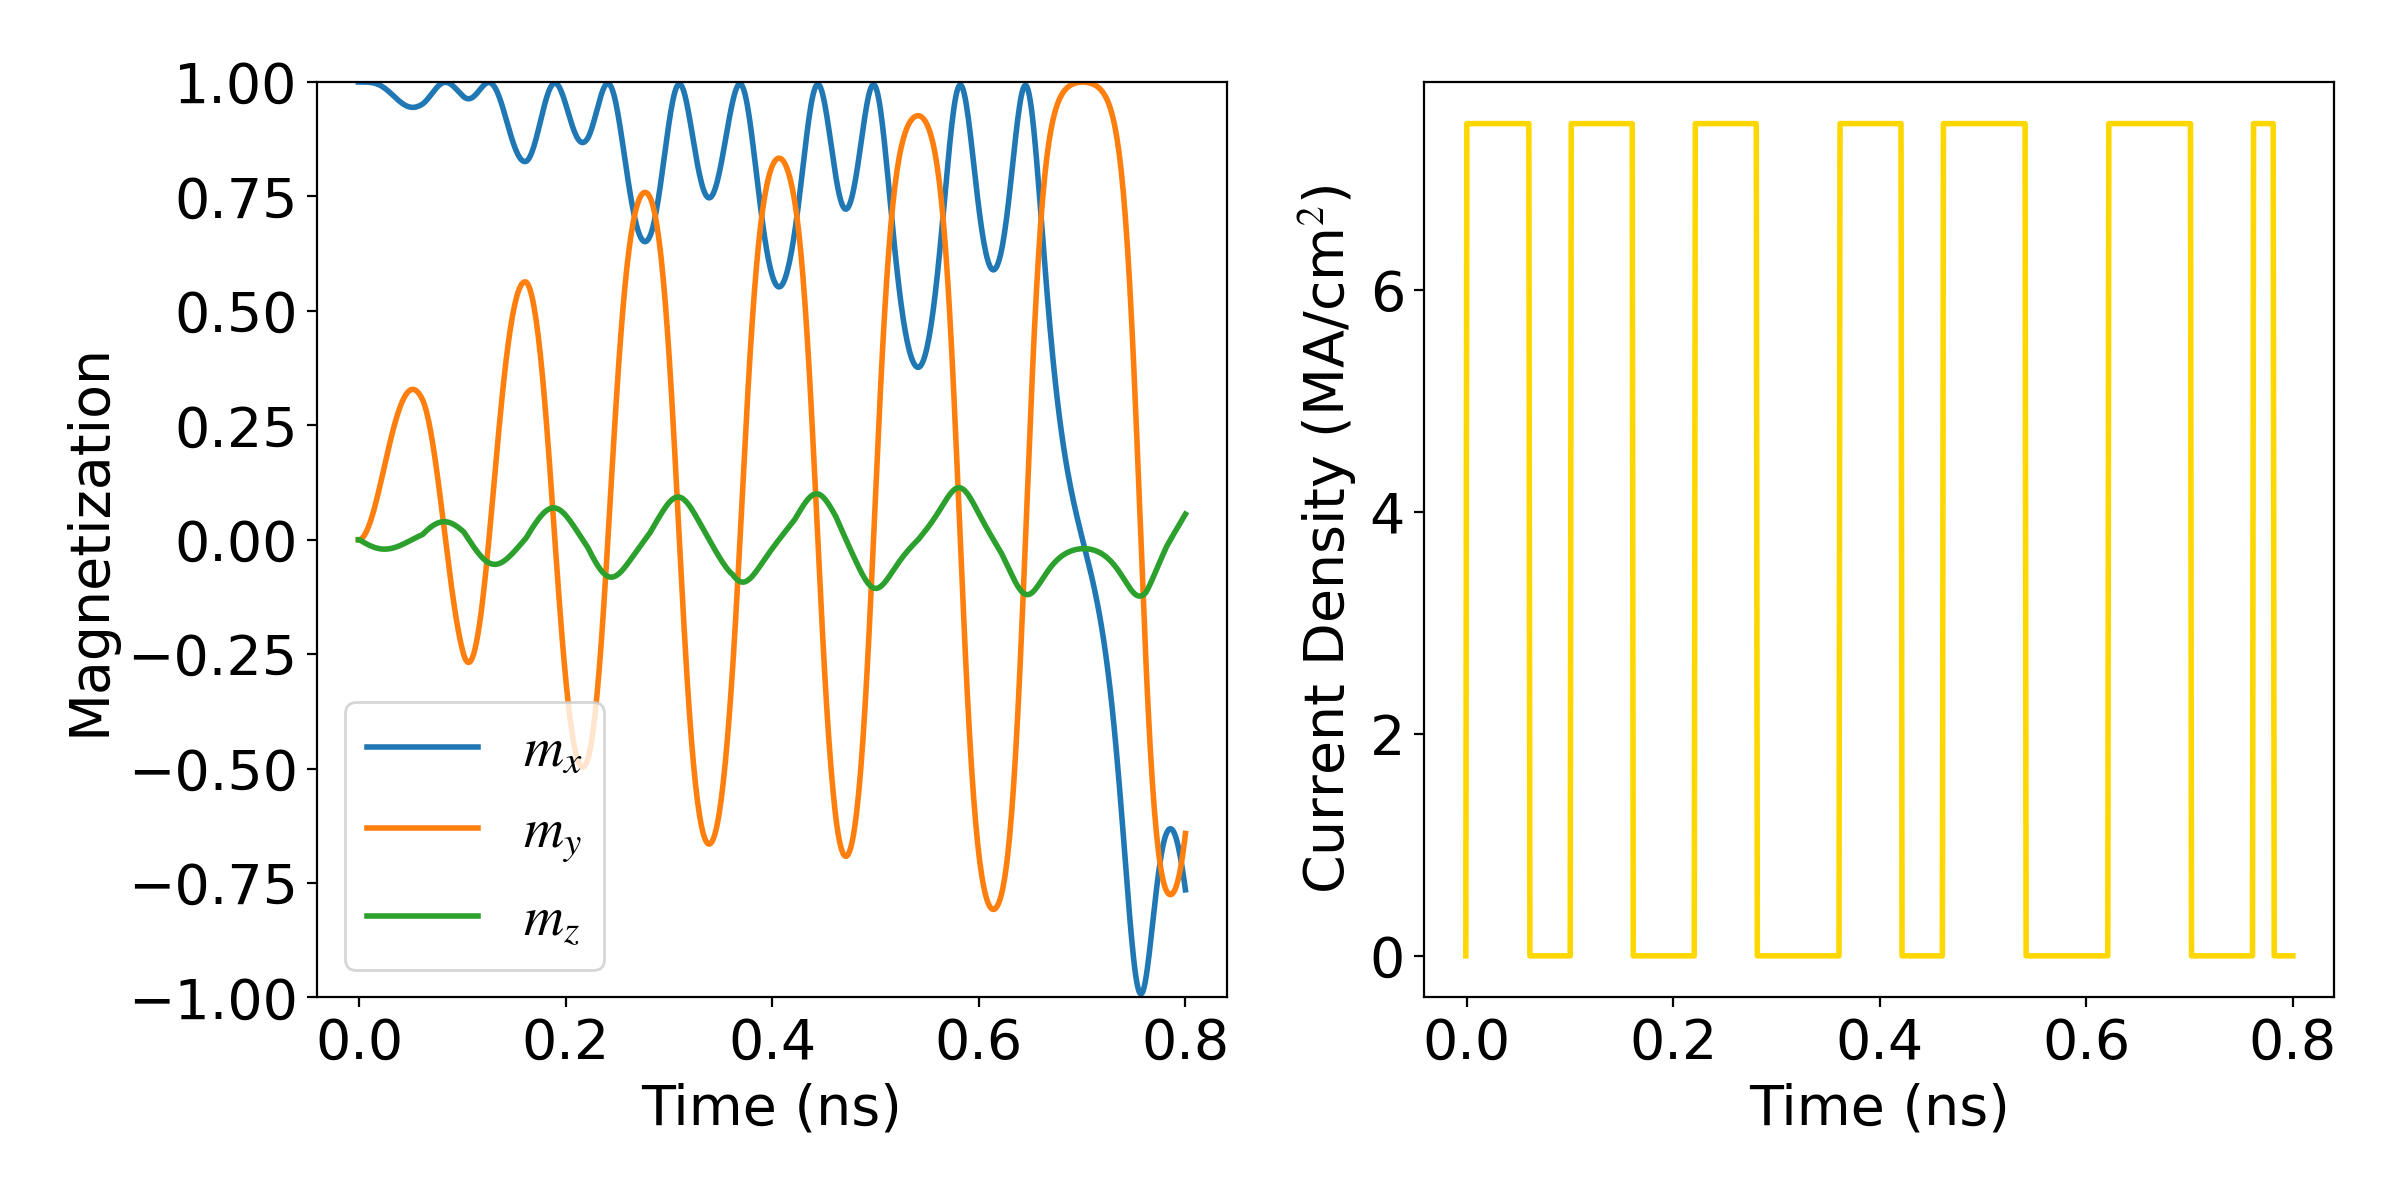 1.00
0.75
0.50
0.25
0.00
−0.25
−0.50
−0.75
−1.00
Magnetization
m_x
m_y
m_z
0.0 0.2 0.4 0.6 0.8
Time (ns)
6
4
2
0
Current Density (MA/cm²)
0.0 0.2 0.4 0.6 0.8
Time (ns)